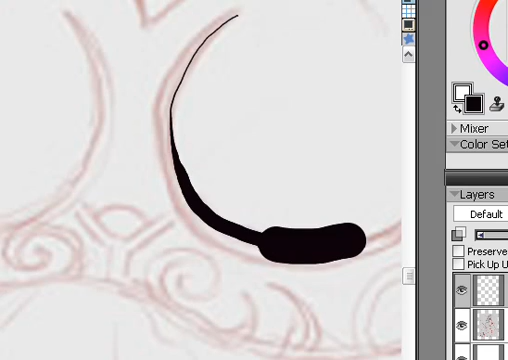 Mixer
Color Set
Layers
Default
Preserve
Pick Up U